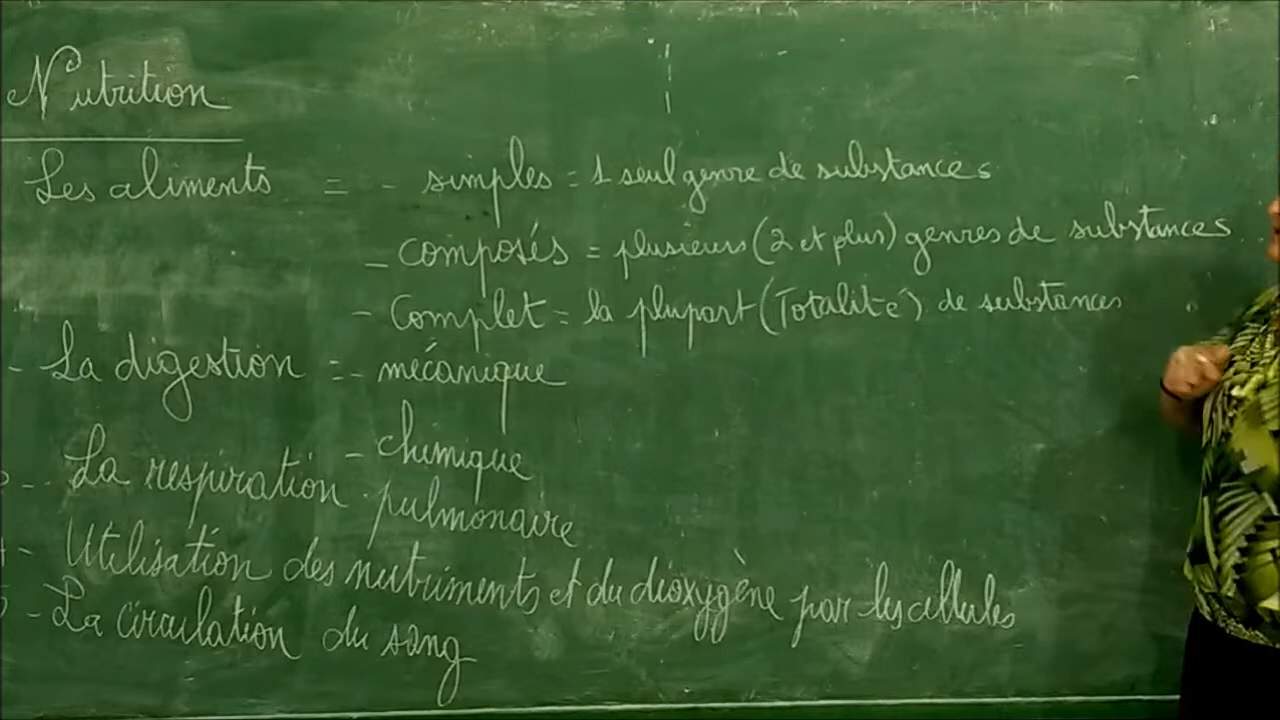 Nutrition
Les aliments = - simples = 1 seul genre de substances
- composés = plusieurs (2 et plus) genres de substances
- Complet = la plupart (Totalité) de substances
- La digestion = - mécanique
- chimique
- La respiration pulmonaire
- Utilisation des nutriments et du dioxygène par les cellules
- La circulation du sang